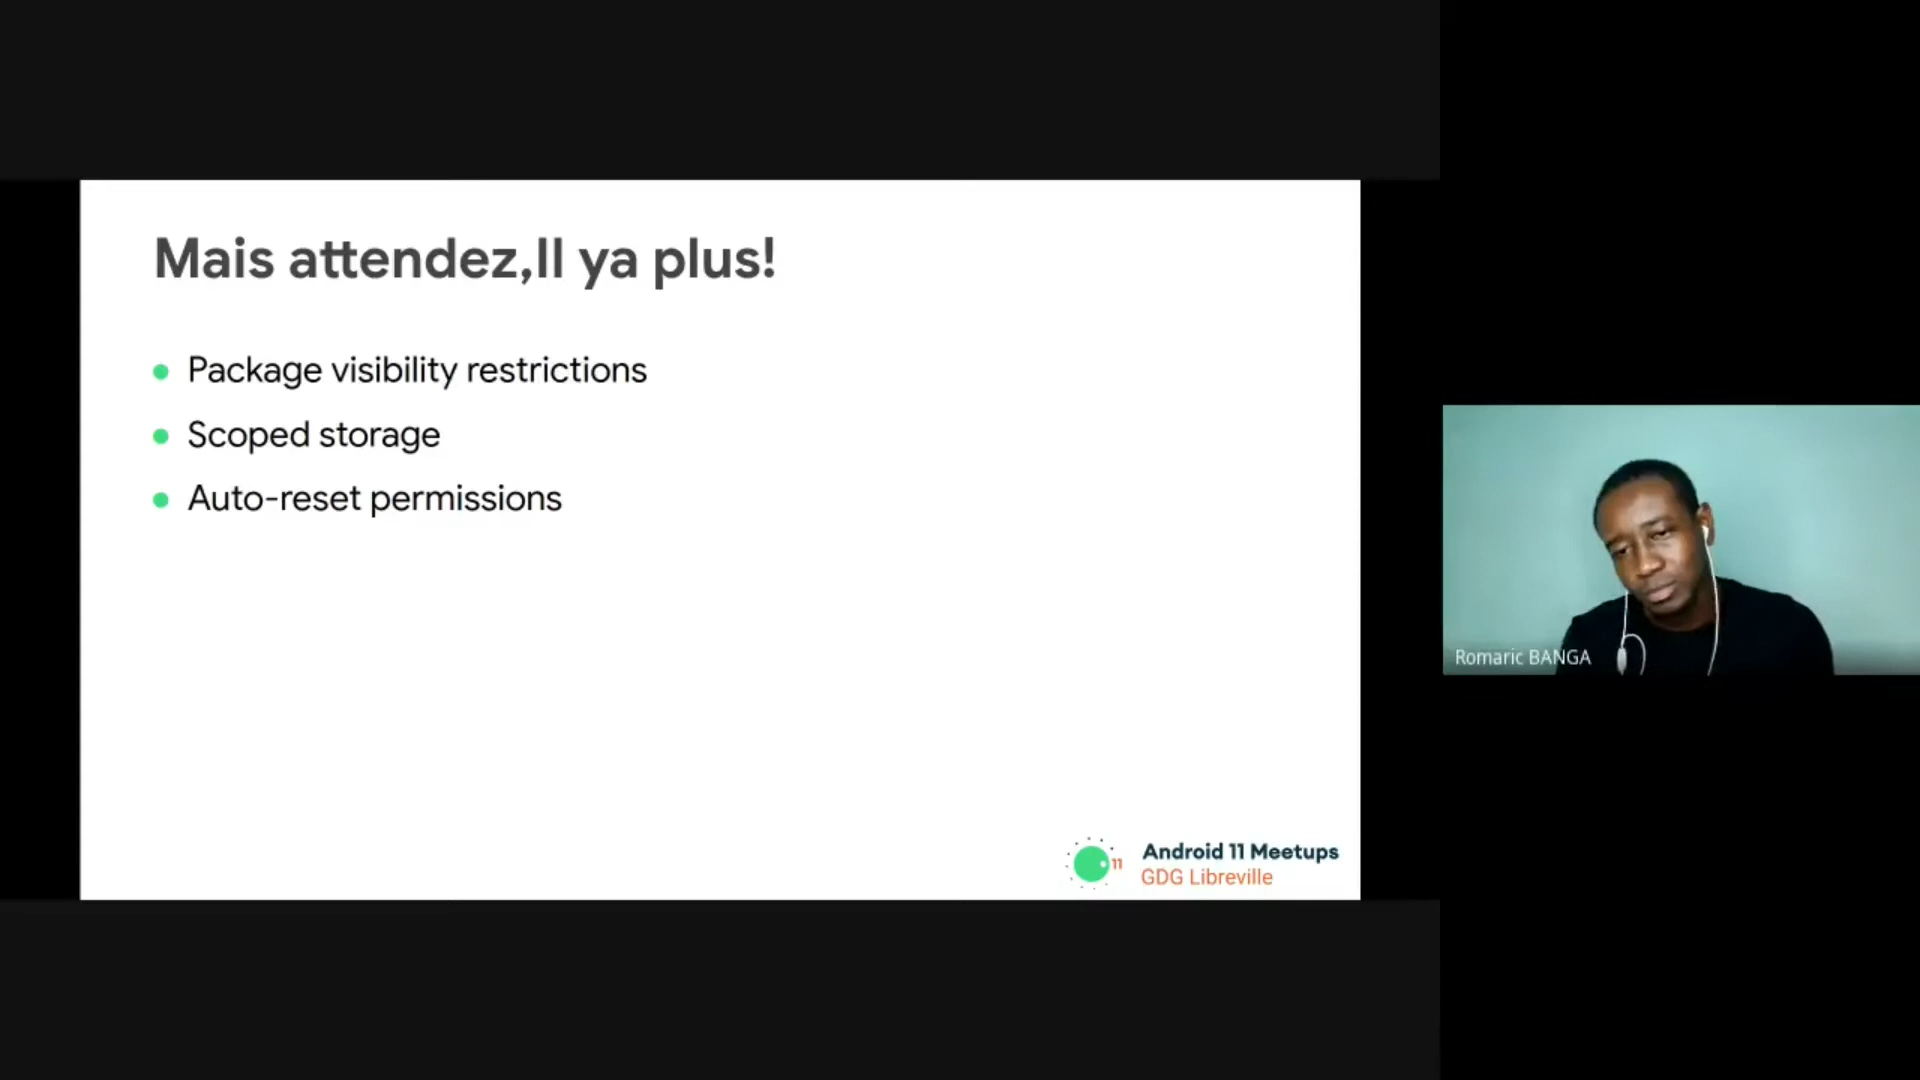 Mais attendez,Il ya plus!
Package visibility restrictions
Scoped storage
Auto-reset permissions
11
Android 11 Meetups
GDG Libreville
Romaric BANGA